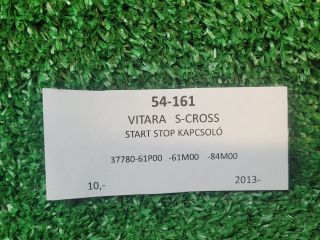 54-161
VITARA S-CROSS
START STOP KAPCSOLÓ
37780-61P00 -61M00 -84M00
10,- 2013-